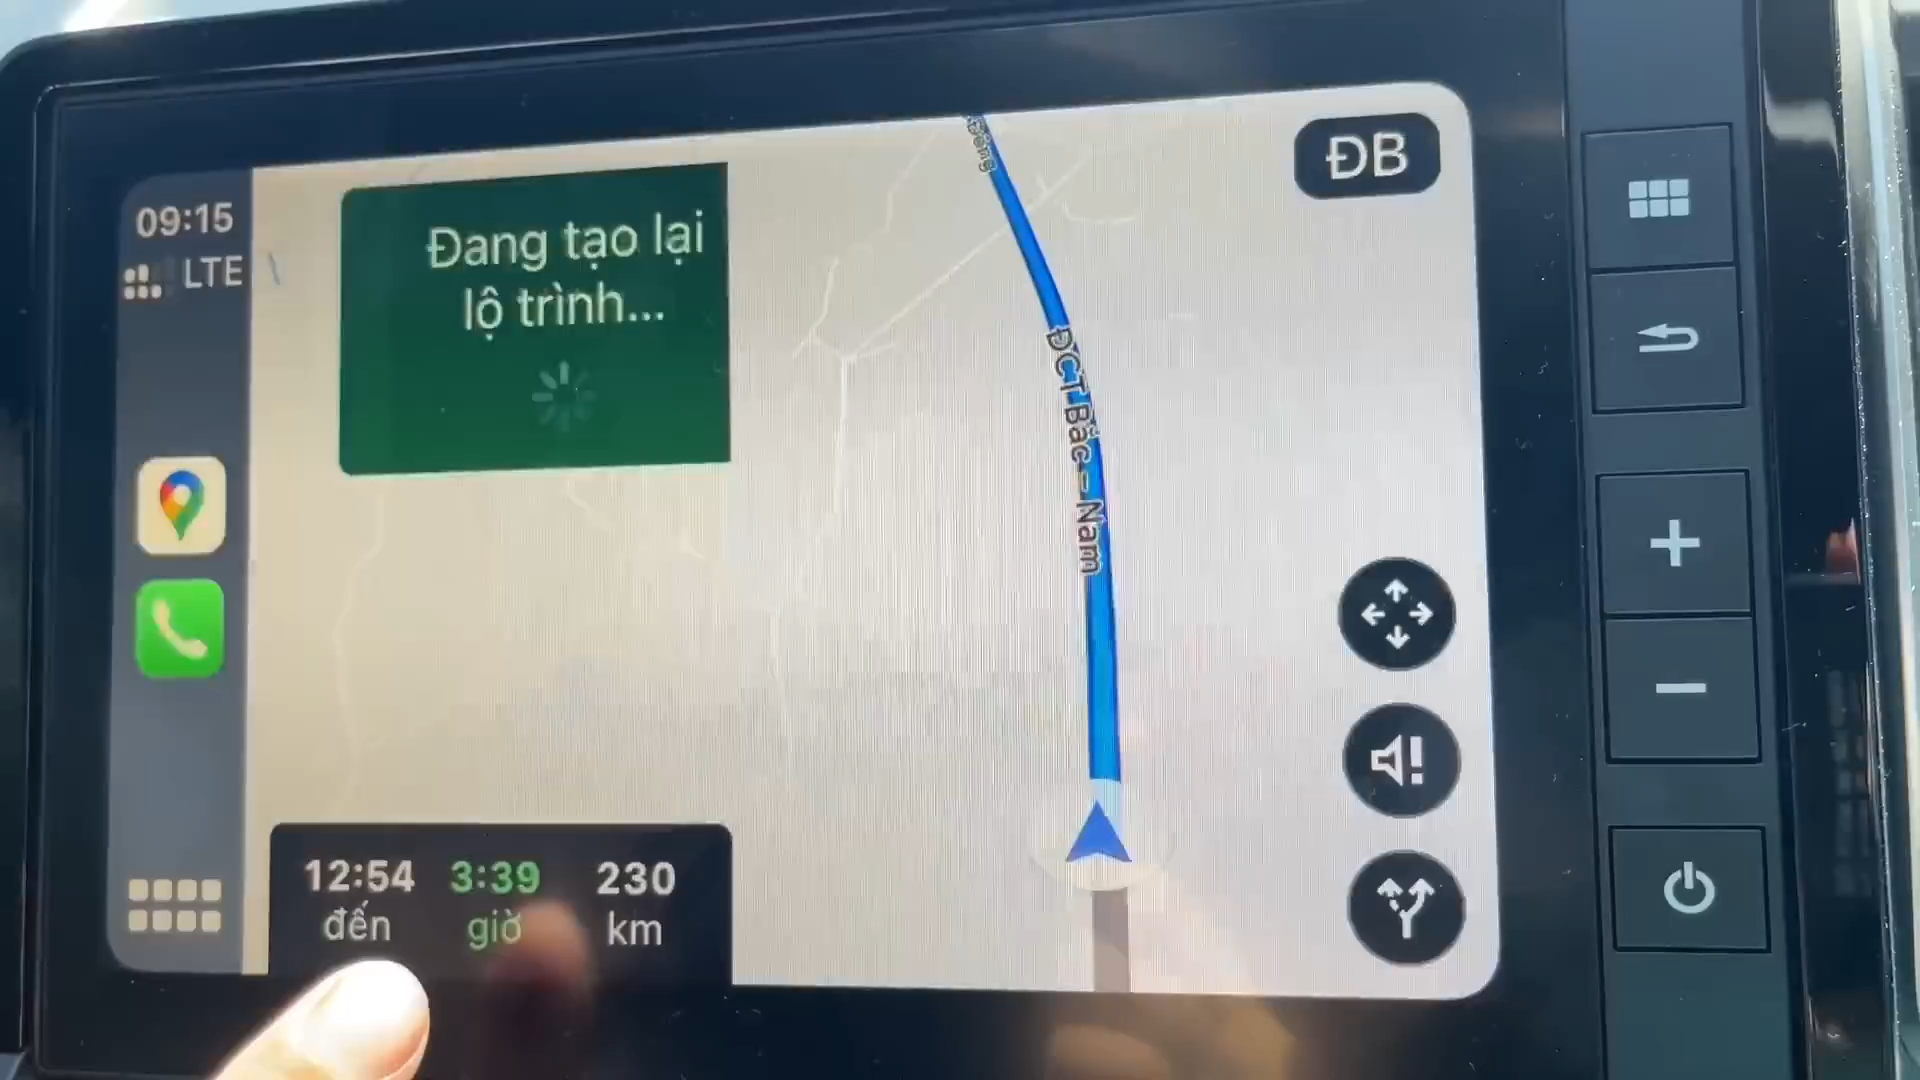 09:15
LTE
Đang tạo lại
lộ trình...
ĐB
ĐCT Bắc – Nam
12:54 3:39 230
đến giờ km